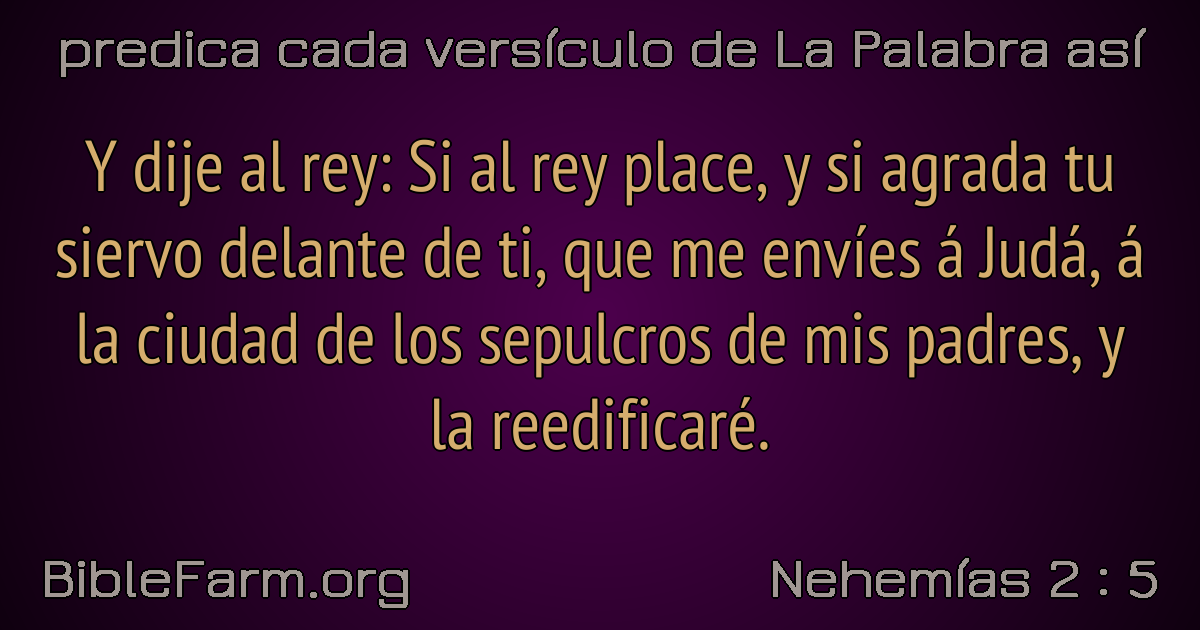 predica cada versículo de La Palabra así
Y dije al rey: Si al rey place, y si agrada tu
siervo delante de ti, que me envíes á Judá, á
la ciudad de los sepulcros de mis padres, y
la reedificaré.
BibleFarm.org
Nehemías 2 : 5